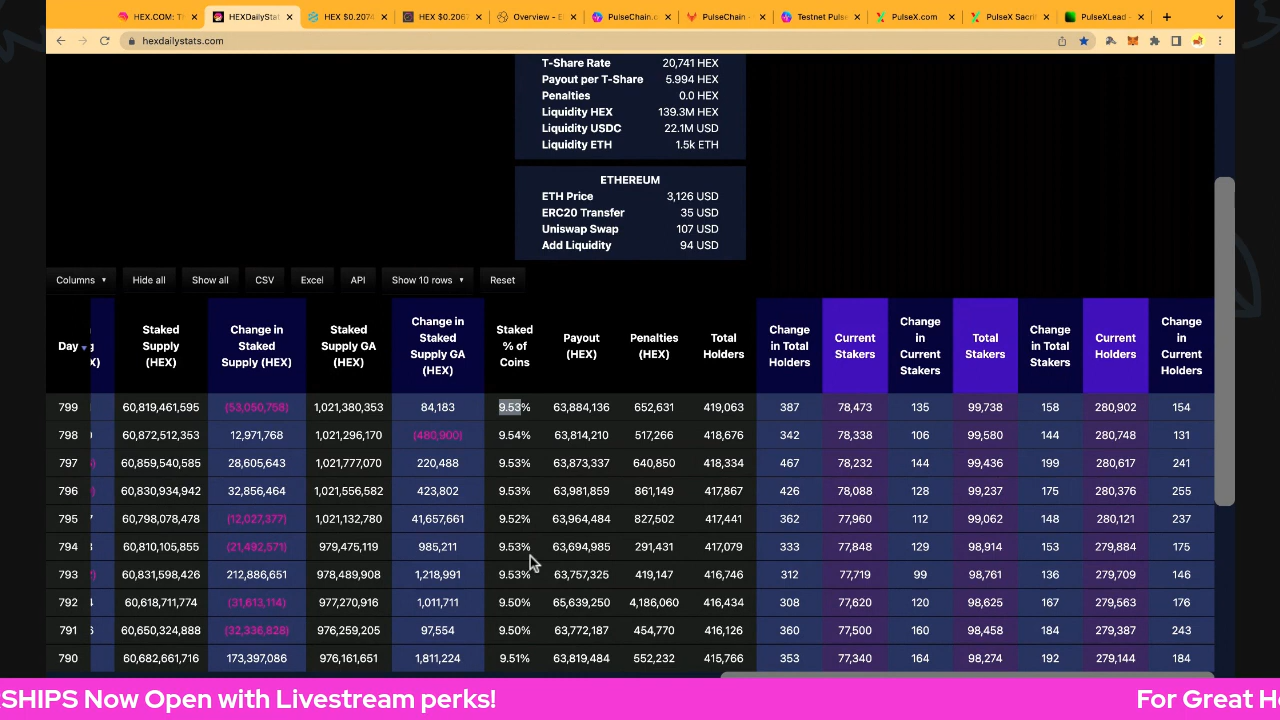 HEX.COM: Th
HEXDailyStats
HEX $0.2074
HEX $0.2067
Overview - E
PulseChain.c
PulseChain -
Testnet Pulse
PulseX.com
PulseX Sacrif
PulseXLead -
hexdailystats.com
T-Share Rate 20,741 HEX
Payout per T-Share 5.994 HEX
Penalties 0.0 HEX
Liquidity HEX 139.3M HEX
Liquidity USDC 22.1M USD
Liquidity ETH 1.5k ETH
ETHEREUM
ETH Price 3,126 USD
ERC20 Transfer 35 USD
Uniswap Swap 107 USD
Add Liquidity 94 USD
Columns Hide all Show all CSV Excel API Show 10 rows Reset
Day
X)
Staked Supply (HEX)
Change in Staked Supply (HEX)
Staked Supply GA (HEX)
Change in Staked Supply GA (HEX)
Staked % of Coins
Payout (HEX)
Penalties (HEX)
Total Holders
Change in Total Holders
Current Stakers
Change in Current Stakers
Total Stakers
Change in Total Stakers
Current Holders
Change in Current Holders
799 60,819,461,595 (53,050,758) 1,021,380,353 84,183 9.53% 63,884,136 652,631 419,063 387 78,473 135 99,738 158 280,902 154
798 60,872,512,353 12,971,768 1,021,296,170 (480,900) 9.54% 63,814,210 517,266 418,676 342 78,338 106 99,580 144 280,748 131
797 60,859,540,585 28,605,643 1,021,777,070 220,488 9.53% 63,873,337 640,850 418,334 467 78,232 144 99,436 199 280,617 241
796 60,830,934,942 32,856,464 1,021,556,582 423,802 9.53% 63,981,859 861,149 417,867 426 78,088 128 99,237 175 280,376 255
795 7 60,798,078,478 (12,027,377) 1,021,132,780 41,657,661 9.52% 63,964,484 827,502 417,441 362 77,960 112 99,062 148 280,121 237
794 3 60,810,105,855 (21,492,571) 979,475,119 985,211 9.53% 63,694,985 291,431 417,079 333 77,848 129 98,914 153 279,884 175
793 60,831,598,426 212,886,651 978,489,908 1,218,991 9.53% 63,757,325 419,147 416,746 312 77,719 99 98,761 136 279,709 146
792 4 60,618,711,774 (31,613,114) 977,270,916 1,011,711 9.50% 65,639,250 4,186,060 416,434 308 77,620 120 98,625 167 279,563 176
791 6 60,650,324,888 (32,336,828) 976,259,205 97,554 9.50% 63,772,187 454,770 416,126 360 77,500 160 98,458 184 279,387 243
790 60,682,661,716 173,397,086 976,161,651 1,811,224 9.51% 63,819,484 552,232 415,766 353 77,340 164 98,274 192 279,144 184
SHIPS Now Open with Livestream perks! For Great He